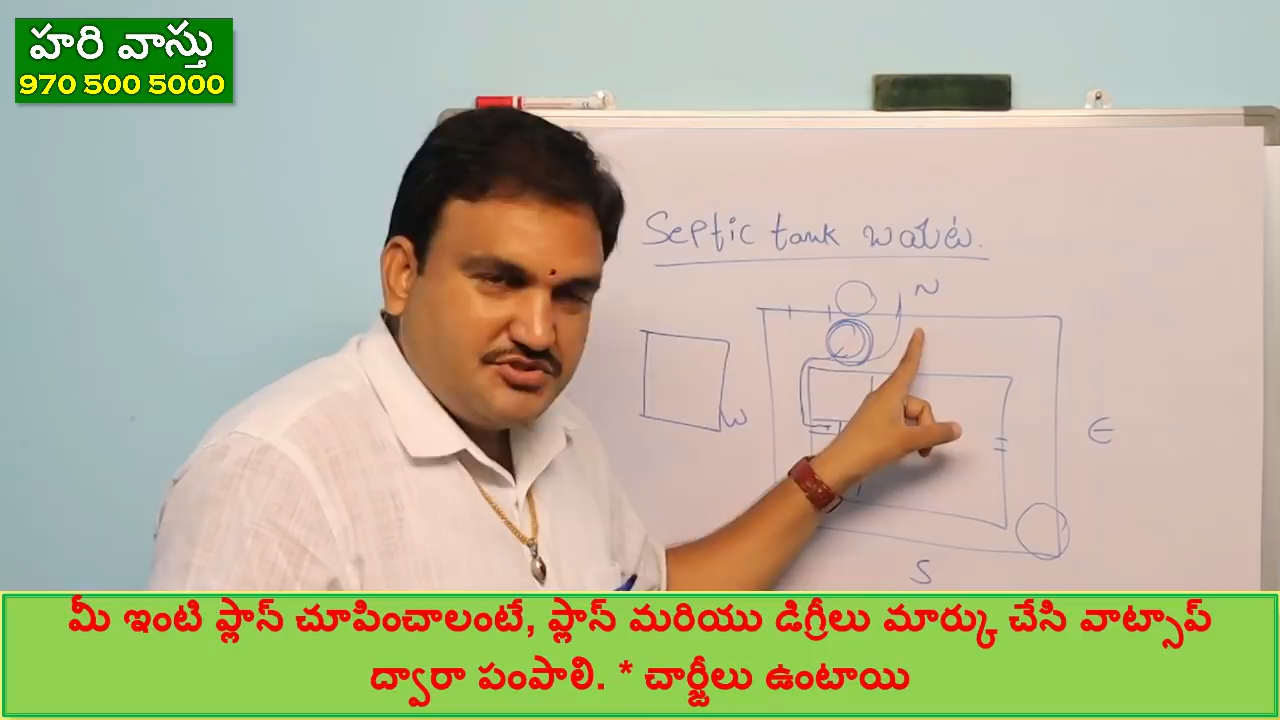 హరి వాస్తు
970 500 5000
Septic tank బయట.
N
W
E
S
మీ ఇంటి ప్లాన్ చూపించాలంటే, ప్లాన్ మరియు డిగ్రీలు మార్కు చేసి వాట్సాప్
ద్వారా పంపాలి. * చార్జీలు ఉంటాయి